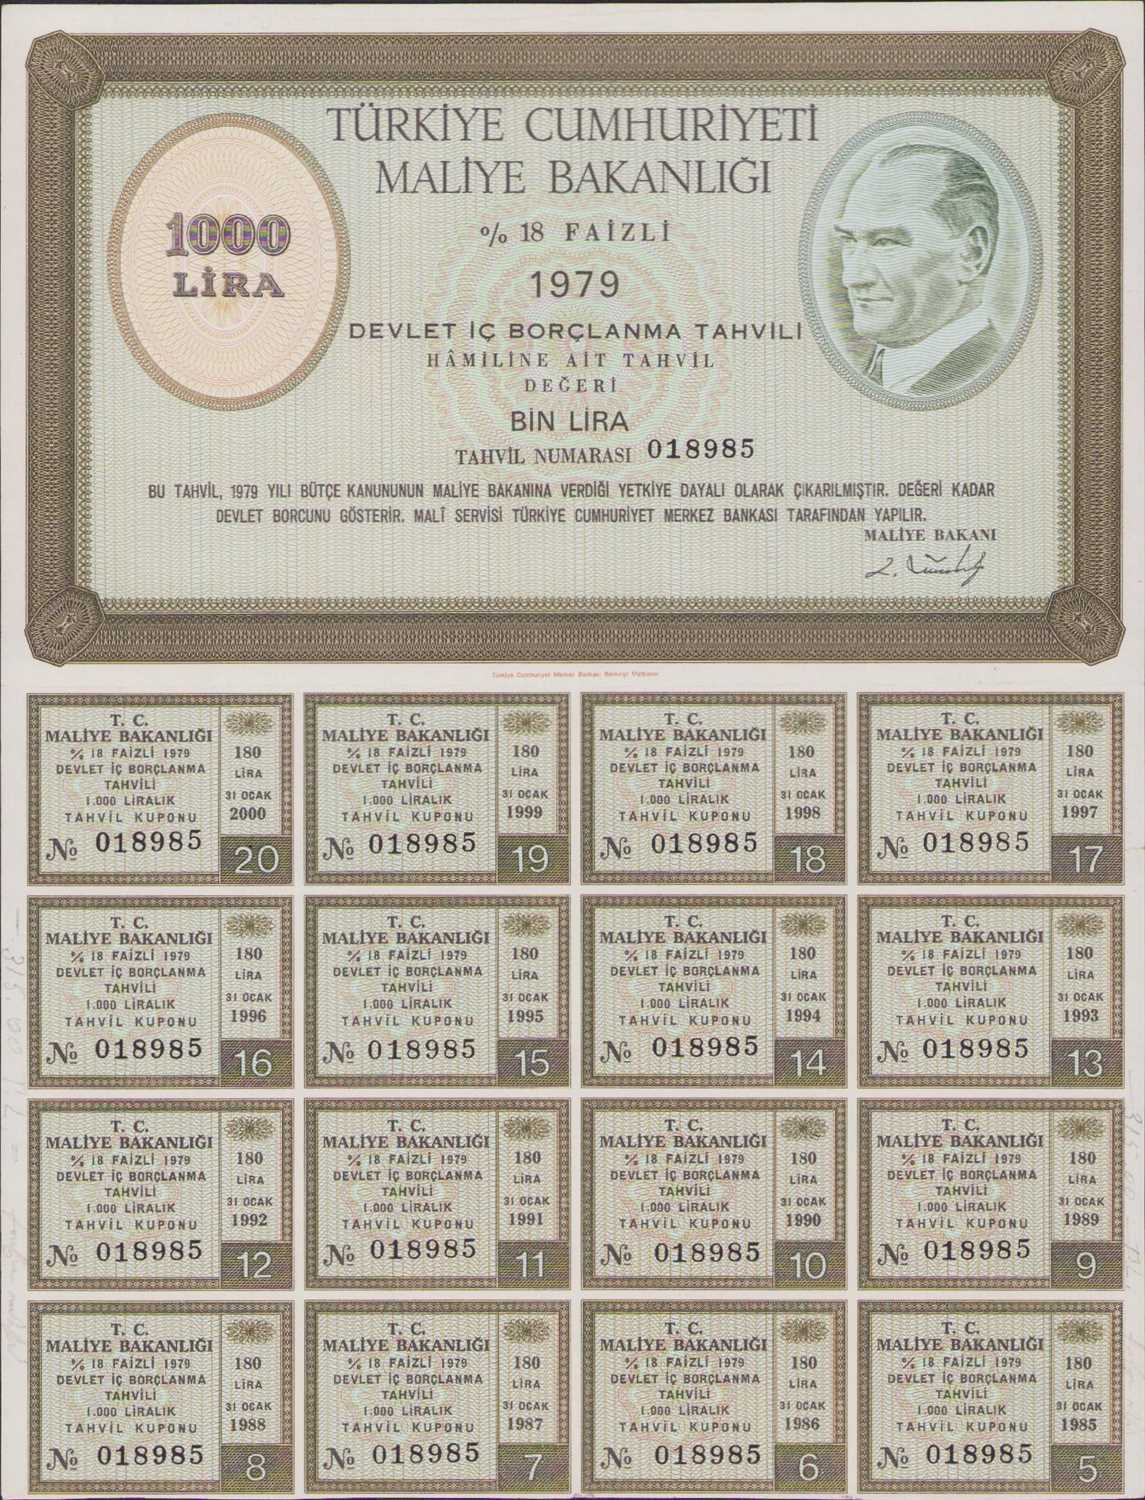 TÜRKİYE CUMHURİYETİ
MALİYE BAKANLIĞI
% 18 FAİZLİ
1979
DEVLET İÇ BORÇLANMA TAHVİLİ
HÂMİLİNE AİT TAHVİL
DEĞERİ
BİN LİRA
TAHVİL NUMARASI 018985
1000
LİRA
BU TAHVİL, 1979 YILI BÜTÇE KANUNUNUN MALİYE BAKANINA VERDİĞİ YETKİYE DAYALI OLARAK ÇIKARILMIŞTIR. DEĞERİ KADAR
DEVLET BORCUNU GÖSTERİR. MALÎ SERVİSİ TÜRKİYE CUMHURİYET MERKEZ BANKASI TARAFINDAN YAPILIR.
MALİYE BAKANI
Türkiye Cumhuriyet Merkez Bankası Banknot Matbaası
T. C.
MALİYE BAKANLIĞI
% 18 FAİZLİ 1979
DEVLET İÇ BORÇLANMA
TAHVİLİ
1.000 LİRALIK
TAHVİL KUPONU
№ 018985
180
LİRA
31 OCAK
2000
20
T. C.
MALİYE BAKANLIĞI
% 18 FAİZLİ 1979
DEVLET İÇ BORÇLANMA
TAHVİLİ
1.000 LİRALIK
TAHVİL KUPONU
№ 018985
180
LİRA
31 OCAK
1999
19
T. C.
MALİYE BAKANLIĞI
% 18 FAİZLİ 1979
DEVLET İÇ BORÇLANMA
TAHVİLİ
1.000 LİRALIK
TAHVİL KUPONU
№ 018985
180
LİRA
31 OCAK
1998
18
T. C.
MALİYE BAKANLIĞI
% 18 FAİZLİ 1979
DEVLET İÇ BORÇLANMA
TAHVİLİ
1.000 LİRALIK
TAHVİL KUPONU
№ 018985
180
LİRA
31 OCAK
1997
17
T. C.
MALİYE BAKANLIĞI
% 18 FAİZLİ 1979
DEVLET İÇ BORÇLANMA
TAHVİLİ
1.000 LİRALIK
TAHVİL KUPONU
№ 018985
180
LİRA
31 OCAK
1996
16
T. C.
MALİYE BAKANLIĞI
% 18 FAİZLİ 1979
DEVLET İÇ BORÇLANMA
TAHVİLİ
1.000 LİRALIK
TAHVİL KUPONU
№ 018985
180
LİRA
31 OCAK
1995
15
T. C.
MALİYE BAKANLIĞI
% 18 FAİZLİ 1979
DEVLET İÇ BORÇLANMA
TAHVİLİ
1.000 LİRALIK
TAHVİL KUPONU
№ 018985
180
LİRA
31 OCAK
1994
14
T. C.
MALİYE BAKANLIĞI
% 18 FAİZLİ 1979
DEVLET İÇ BORÇLANMA
TAHVİLİ
1.000 LİRALIK
TAHVİL KUPONU
№ 018985
180
LİRA
31 OCAK
1993
13
T. C.
MALİYE BAKANLIĞI
% 18 FAİZLİ 1979
DEVLET İÇ BORÇLANMA
TAHVİLİ
1.000 LİRALIK
TAHVİL KUPONU
№ 018985
180
LİRA
31 OCAK
1992
12
T. C.
MALİYE BAKANLIĞI
% 18 FAİZLİ 1979
DEVLET İÇ BORÇLANMA
TAHVİLİ
1.000 LİRALIK
TAHVİL KUPONU
№ 018985
180
LİRA
31 OCAK
1991
11
T. C.
MALİYE BAKANLIĞI
% 18 FAİZLİ 1979
DEVLET İÇ BORÇLANMA
TAHVİLİ
1.000 LİRALIK
TAHVİL KUPONU
№ 018985
180
LİRA
31 OCAK
1990
10
T. C.
MALİYE BAKANLIĞI
% 18 FAİZLİ 1979
DEVLET İÇ BORÇLANMA
TAHVİLİ
1.000 LİRALIK
TAHVİL KUPONU
№ 018985
180
LİRA
31 OCAK
1989
9
T. C.
MALİYE BAKANLIĞI
% 18 FAİZLİ 1979
DEVLET İÇ BORÇLANMA
TAHVİLİ
1.000 LİRALIK
TAHVİL KUPONU
№ 018985
180
LİRA
31 OCAK
1988
8
T. C.
MALİYE BAKANLIĞI
% 18 FAİZLİ 1979
DEVLET İÇ BORÇLANMA
TAHVİLİ
1.000 LİRALIK
TAHVİL KUPONU
№ 018985
180
LİRA
31 OCAK
1987
7
T. C.
MALİYE BAKANLIĞI
% 18 FAİZLİ 1979
DEVLET İÇ BORÇLANMA
TAHVİLİ
1.000 LİRALIK
TAHVİL KUPONU
№ 018985
180
LİRA
31 OCAK
1986
6
T. C.
MALİYE BAKANLIĞI
% 18 FAİZLİ 1979
DEVLET İÇ BORÇLANMA
TAHVİLİ
1.000 LİRALIK
TAHVİL KUPONU
№ 018985
180
LİRA
31 OCAK
1985
5